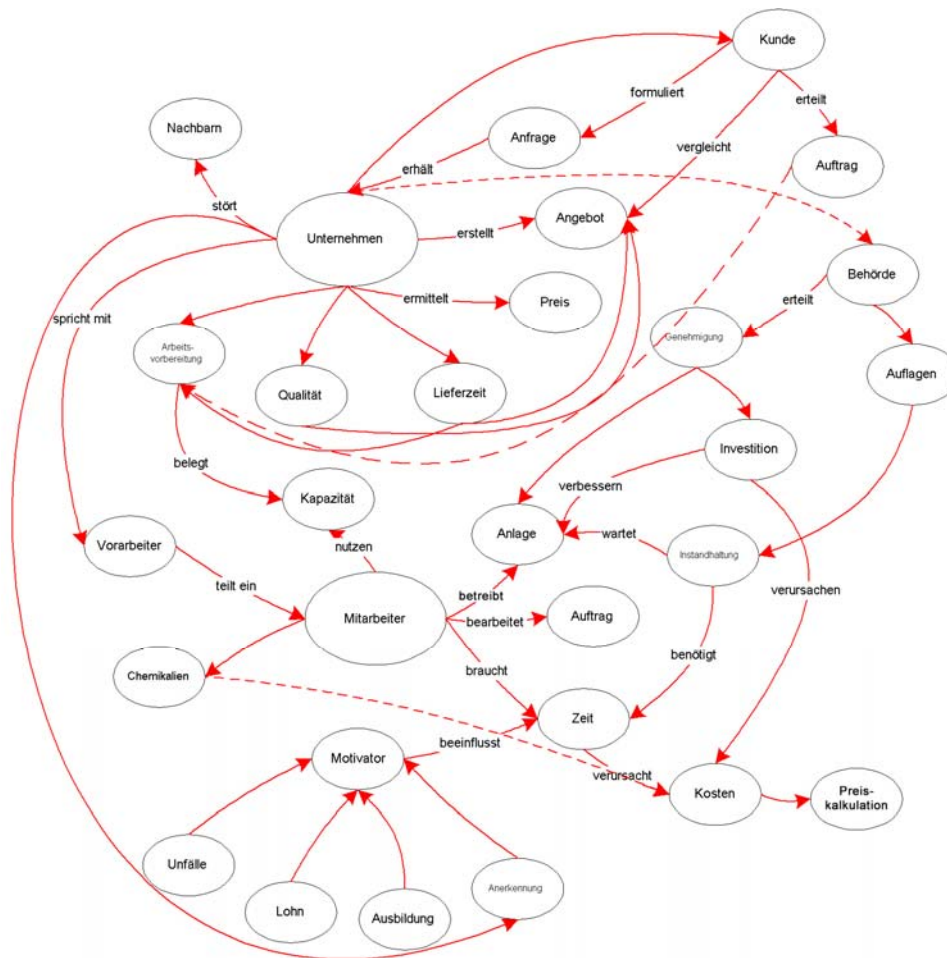 Kunde
formuliert
erteilt
Nachbarn
Anfrage
vergleicht
erhält
Auftrag
stört
Unternehmen
erstellt
Angebot
Behörde
spricht mit
ermittelt
Preis
erteilt
Arbeits-
vorbereitung
Genehmigung
Qualität
Lieferzeit
Auflagen
Investition
belegt
Kapazität
verbessern
Vorarbeiter
nutzen
Anlage
wartet
Instandhaltung
teilt ein
betreibt
verursachen
Mitarbeiter
bearbeitet
Auftrag
benötigt
Chemikalien
braucht
Zeit
beeinflusst
Motivator
verursacht
Kosten
Preis-
kalkulation
Unfälle
Lohn
Ausbildung
Anerkennung